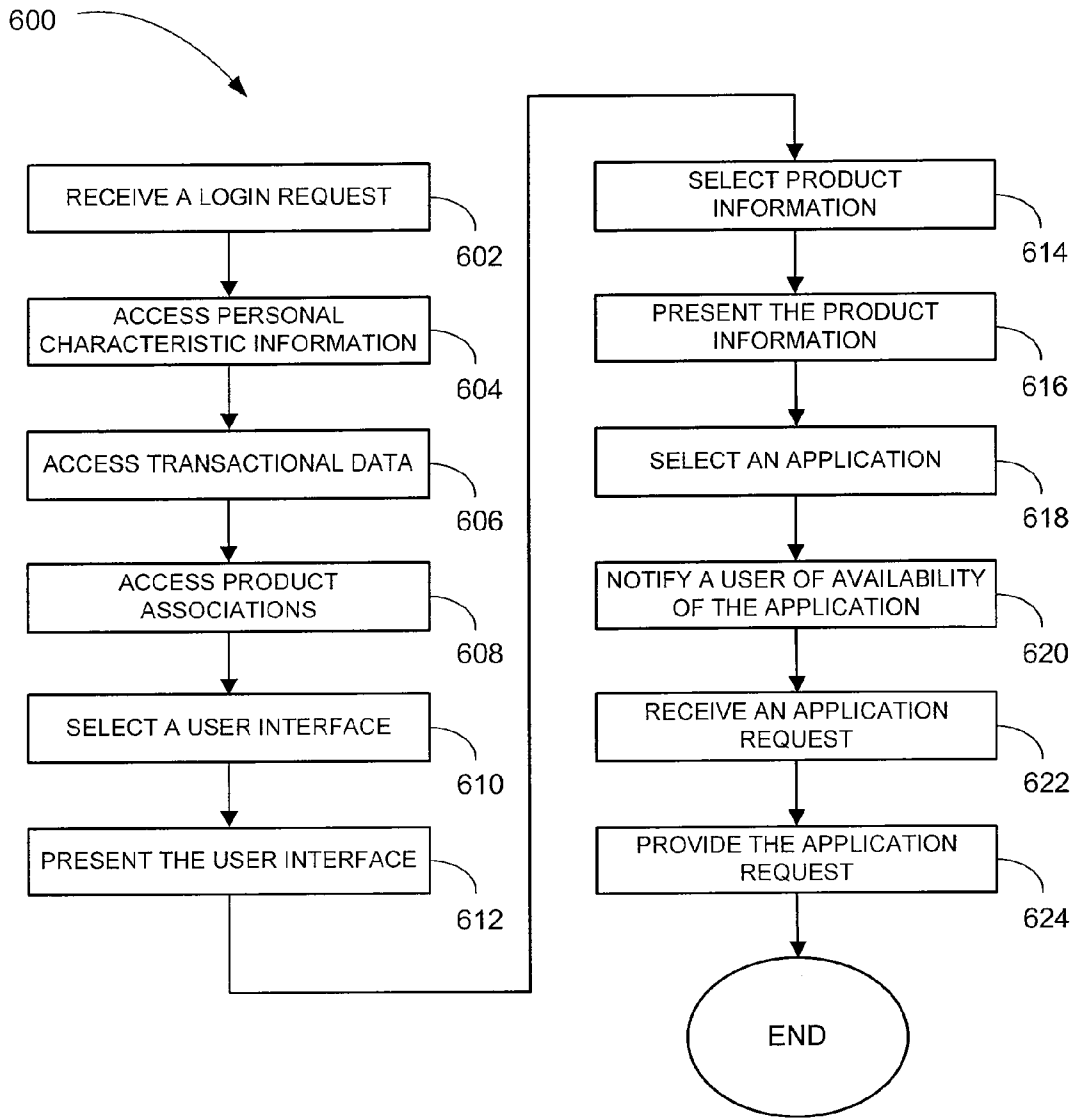 600
RECEIVE A LOGIN REQUEST
602
ACCESS PERSONAL
CHARACTERISTIC INFORMATION
604
ACCESS TRANSACTIONAL DATA
606
ACCESS PRODUCT
ASSOCIATIONS
608
SELECT A USER INTERFACE
610
PRESENT THE USER INTERFACE
612
SELECT PRODUCT
INFORMATION
614
PRESENT THE PRODUCT
INFORMATION
616
SELECT AN APPLICATION
618
NOTIFY A USER OF AVAILABILITY
OF THE APPLICATION
620
RECEIVE AN APPLICATION
REQUEST
622
PROVIDE THE APPLICATION
REQUEST
624
END